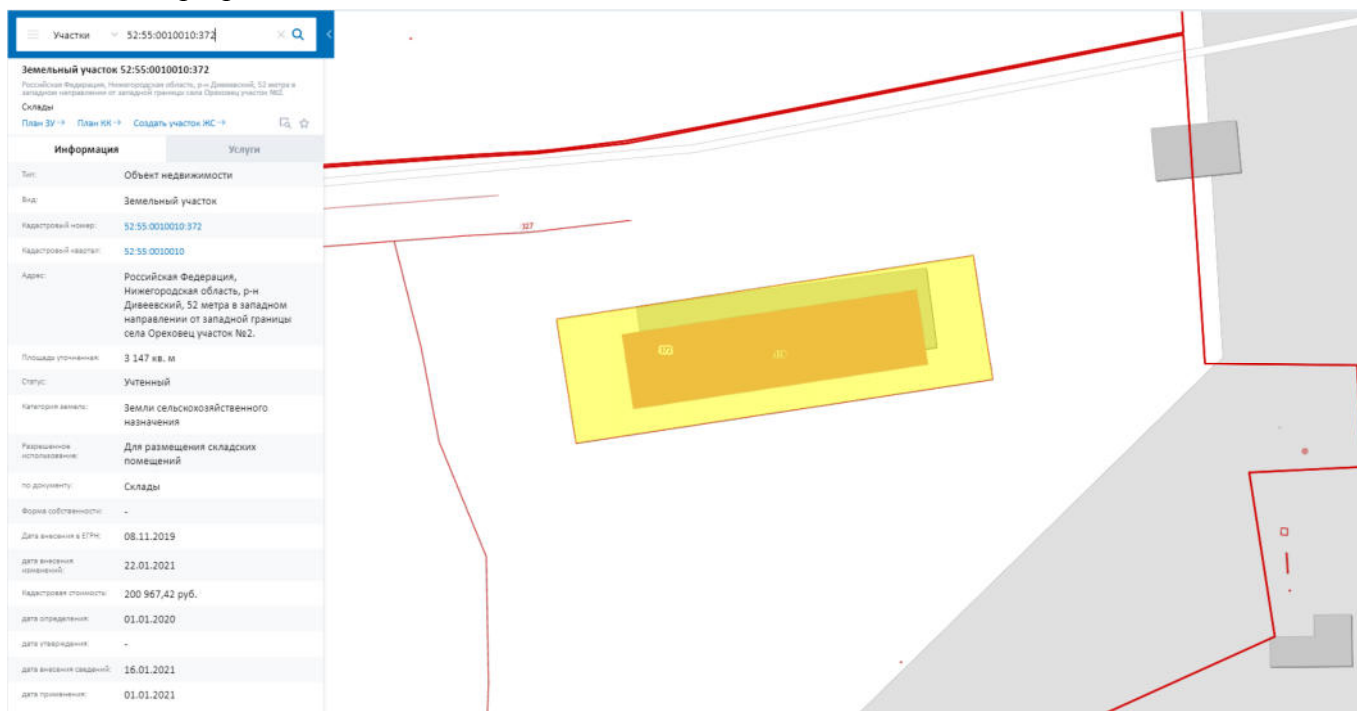 Участки 52:55:0010010:372
Земельный участок 52:55:0010010:372
Российская Федерация, Нижегородская область, р-н Дивеевский, 52 метра в
западном направлении от западной границы села Ореховец участок №2.
Склады
План ЗУ → План КК → Создать участок ЖС →
Информация Услуги
Тип: Объект недвижимости
Вид: Земельный участок
Кадастровый номер: 52:55:0010010:372
Кадастровый квартал: 52:55:0010010
Адрес: Российская Федерация,
Нижегородская область, р-н
Дивеевский, 52 метра в западном
направлении от западной границы
села Ореховец участок №2.
Площадь уточненная: 3 147 кв. м
Статус: Учтенный
Категория земель: Земли сельскохозяйственного
назначения
Разрешенное
использование: Для размещения складских
помещений
по документу: Склады
Форма собственности: -
Дата внесения в ЕГРН: 08.11.2019
дата внесения
изменений: 22.01.2021
Кадастровая стоимость: 200 967,42 руб.
дата определения: 01.01.2020
дата утверждения: -
дата внесения сведений: 16.01.2021
дата применения: 01.01.2021
327